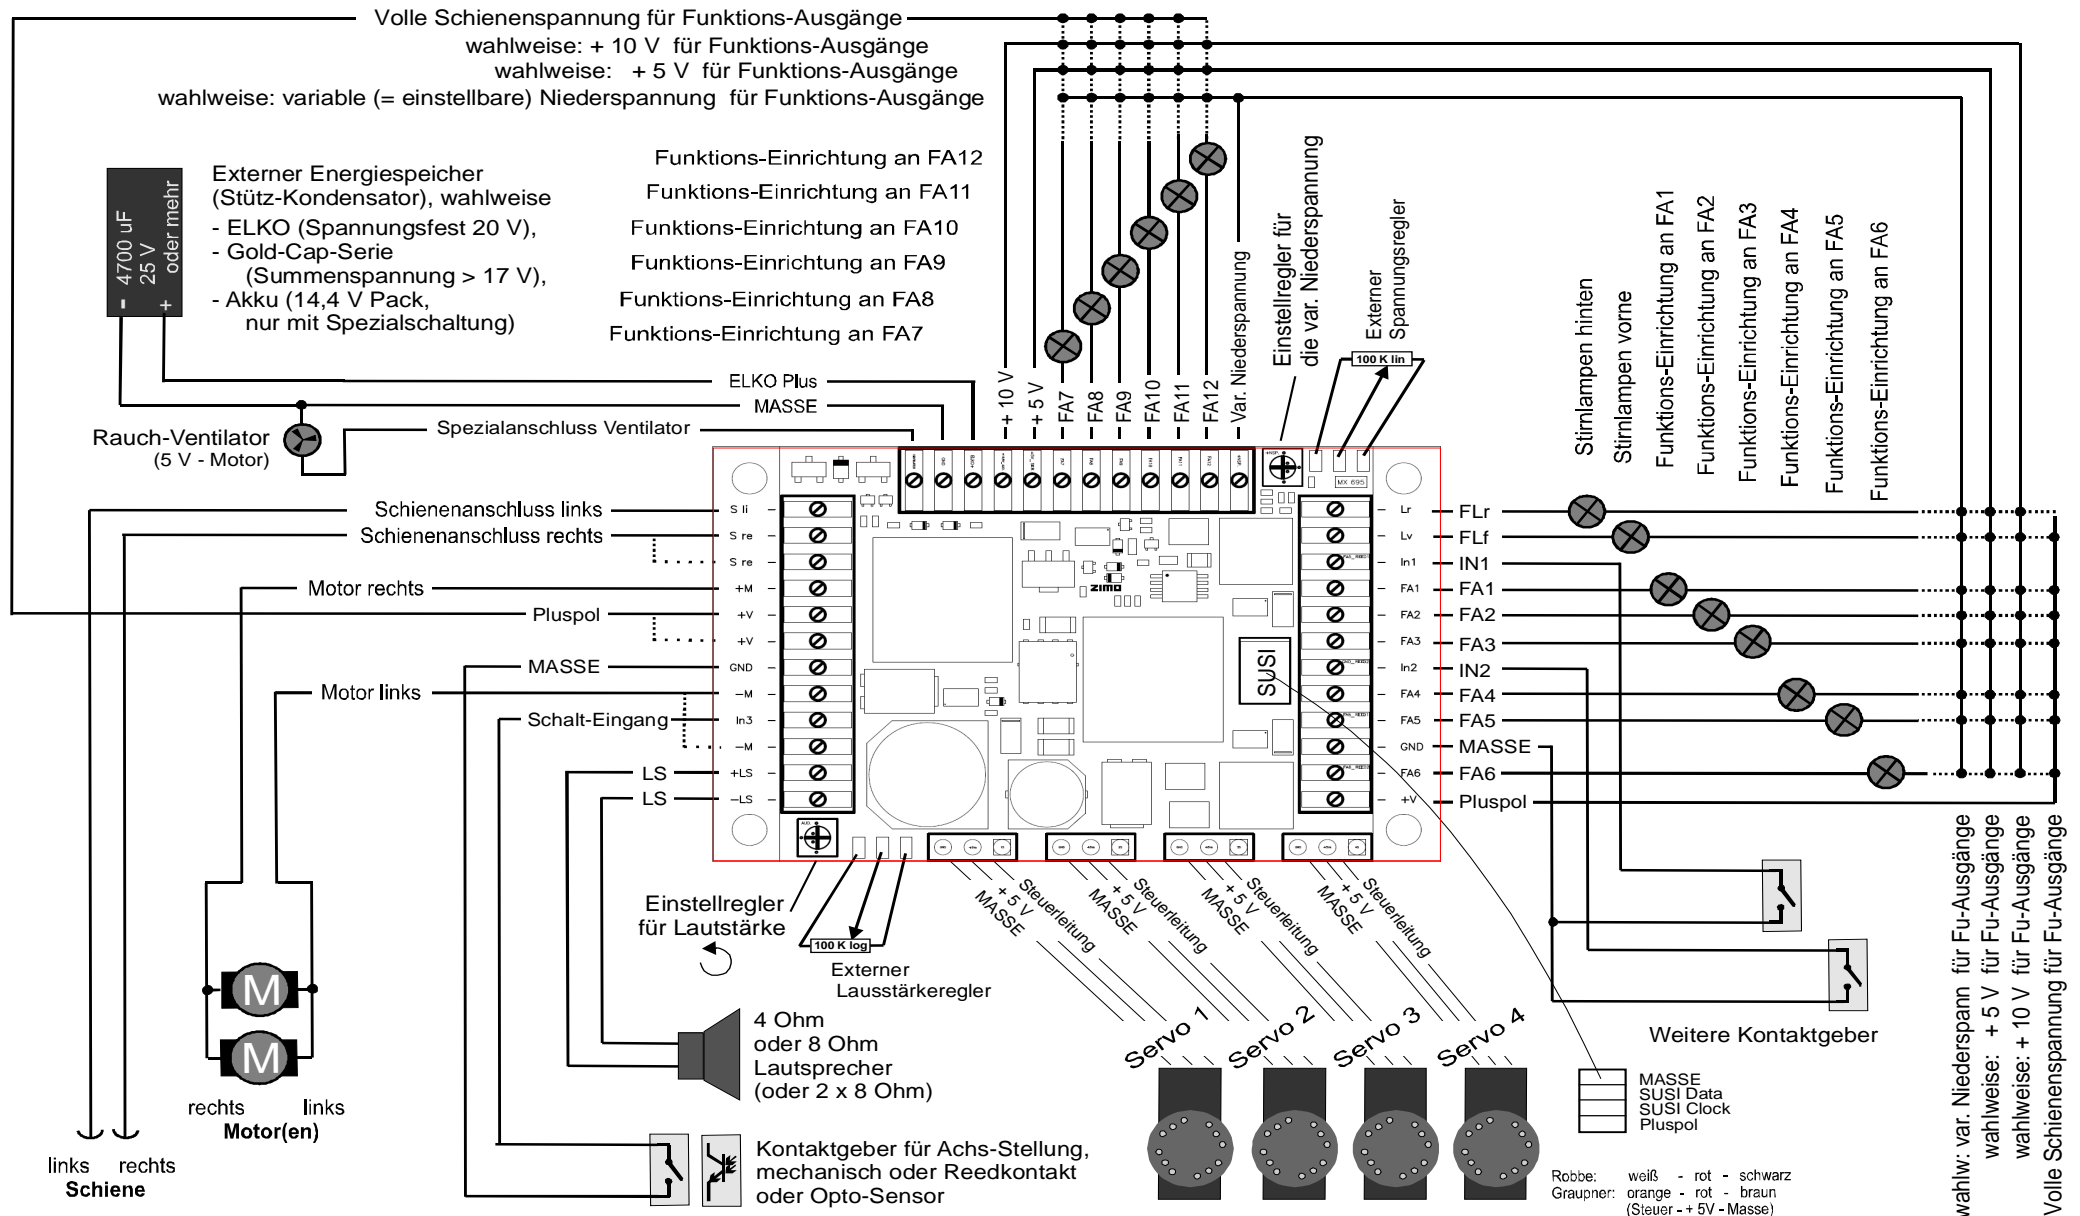 Volle Schienenspannung für Funktions-Ausgänge
wahlweise: + 10 V für Funktions-Ausgänge
wahlweise: + 5 V für Funktions-Ausgänge
wahlweise: variable (= einstellbare) Niederspannung für Funktions-Ausgänge
- 4700 uF
25 V
+ oder mehr
Externer Energiespeicher
(Stütz-Kondensator), wahlweise
- ELKO (Spannungsfest 20 V),
- Gold-Cap-Serie
(Summenspannung > 17 V),
- Akku (14,4 V Pack,
nur mit Spezialschaltung)
Funktions-Einrichtung an FA12
Funktions-Einrichtung an FA11
Funktions-Einrichtung an FA10
Funktions-Einrichtung an FA9
Funktions-Einrichtung an FA8
Funktions-Einrichtung an FA7
ELKO Plus
MASSE
Rauch-Ventilator
(5 V - Motor)
Spezialanschluss Ventilator
+ 10 V
+ 5 V
FA7
FA8
FA9
FA10
FA11
FA12
Var. Niederspannung
Einstellregler für
die var. Niederspannung
Externer
Spannungsregler
100 K lin
Stirnlampen hinten
Stirnlampen vorne
Funktions-Einrichtung an FA1
Funktions-Einrichtung an FA2
Funktions-Einrichtung an FA3
Funktions-Einrichtung an FA4
Funktions-Einrichtung an FA5
Funktions-Einrichtung an FA6
MX 695
ZIMO
SUSI
Schienenanschluss links
Schienenanschluss rechts
Motor rechts
Pluspol
MASSE
Motor links
Schalt-Eingang
LS
LS
S li
S re
S re
+M
+V
+V
GND
-M
In3
-M
+LS
-LS
Lr
Lv
In1
FA1
FA2
FA3
In2
FA4
FA5
GND
FA6
+V
FLr
FLf
IN1
FA1
FA2
FA3
IN2
FA4
FA5
MASSE
FA6
Pluspol
Einstellregler
für Lautstärke
100 K log
Externer
Lausstärkeregler
Steuerleitung
+ 5 V
MASSE
Steuerleitung
+ 5 V
MASSE
Steuerleitung
+ 5 V
MASSE
Steuerleitung
+ 5 V
MASSE
Servo 1
Servo 2
Servo 3
Servo 4
M
M
rechts links
Motor(en)
links rechts
Schiene
4 Ohm
oder 8 Ohm
Lautsprecher
(oder 2 x 8 Ohm)
Kontaktgeber für Achs-Stellung,
mechanisch oder Reedkontakt
oder Opto-Sensor
Weitere Kontaktgeber
MASSE
SUSI Data
SUSI Clock
Pluspol
Robbe: weiß - rot - schwarz
Graupner: orange - rot - braun
(Steuer - + 5V - Masse)
wahlw: var. Niederspann für Fu-Ausgänge
wahlweise: + 5 V für Fu-Ausgänge
wahlweise: + 10 V für Fu-Ausgänge
Volle Schienenspannung für Fu-Ausgänge